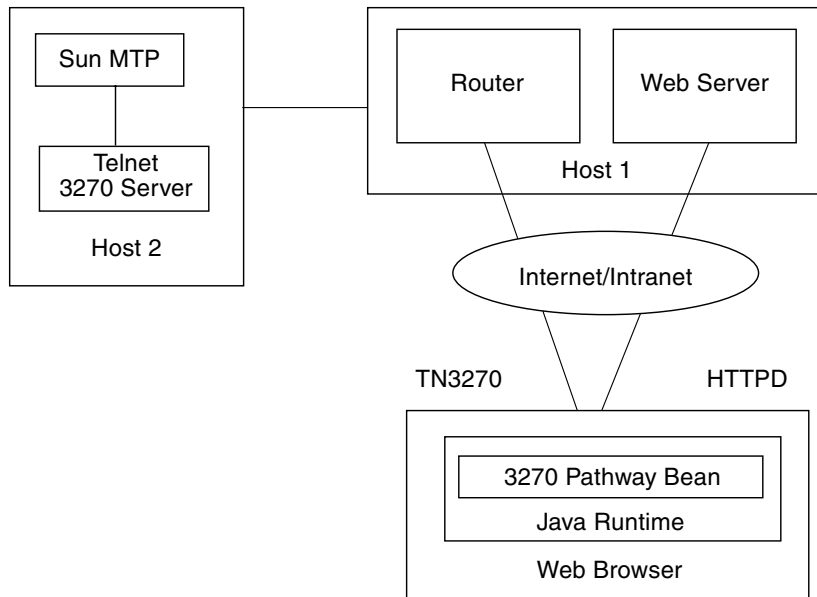 Sun MTP
Telnet
3270 Server
Host 2
Router
Web Server
Host 1
Internet/Intranet
TN3270
HTTPD
3270 Pathway Bean
Java Runtime
Web Browser